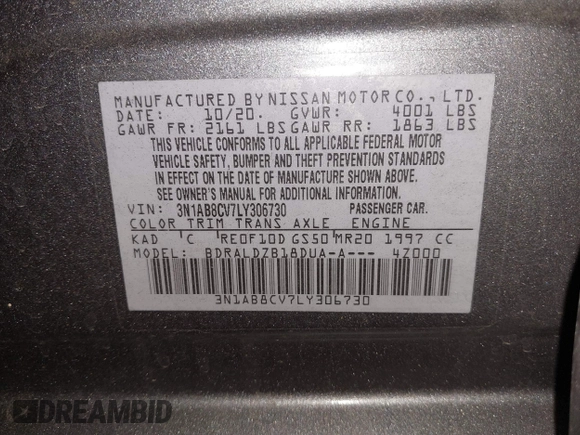 MANUFACTURED BY NISSAN MOTOR CO., LTD.
DATE: 10/20. GVWR: 4001 LBS
GAWR FR: 2161 LBS GAWR RR: 1863 LBS
THIS VEHICLE CONFORMS TO ALL APPLICABLE FEDERAL MOTOR
VEHICLE SAFETY, BUMPER AND THEFT PREVENTION STANDARDS
IN EFFECT ON THE DATE OF MANUFACTURE SHOWN ABOVE.
SEE OWNER'S MANUAL FOR ADDITIONAL INFORMATION.
VIN: 3N1AB8CV7LY306730 PASSENGER CAR.
COLOR TRIM TRANS AXLE ENGINE
KAD C RE0F10D GS50 MR20 1997 CC
MODEL: BDRALDZB18DUA-A--- 4Z000
3N1AB8CV7LY306730
DREAMBID